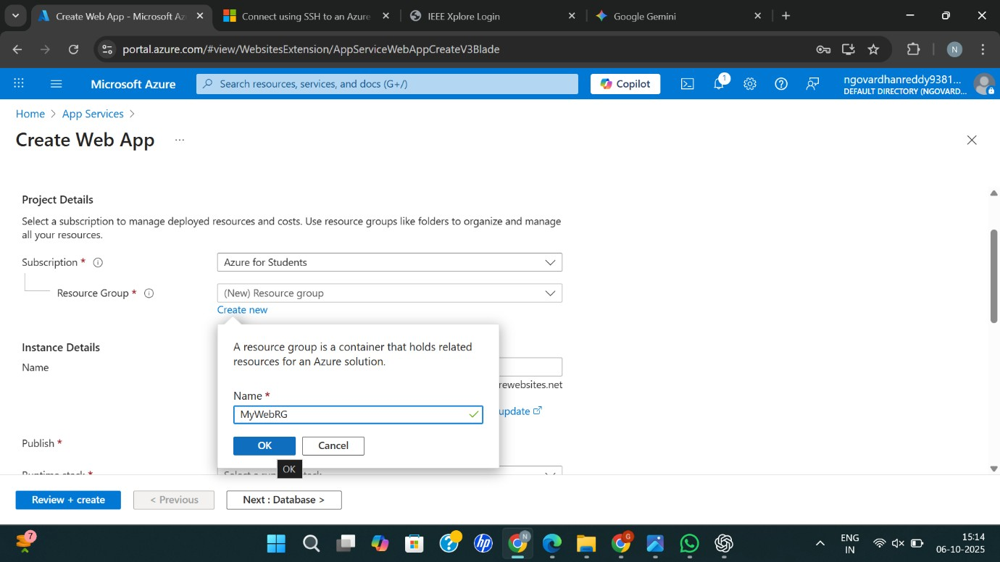 Create Web App - Microsoft Az
Connect using SSH to an Azure
IEEE Xplore Login
Google Gemini
portal.azure.com/#view/WebsitesExtension/AppServiceWebAppCreateV3Blade
N
Microsoft Azure
Search resources, services, and docs (G+/)
Copilot
1
ngovardhanreddy9381...
DEFAULT DIRECTORY (NGOVARD...
Home > App Services >
Create Web App ...
Project Details
Select a subscription to manage deployed resources and costs. Use resource groups like folders to organize and manage
all your resources.
Subscription *
Azure for Students
Resource Group *
(New) Resource group
Create new
A resource group is a container that holds related
resources for an Azure solution.
Name *
MyWebRG
OK
Cancel
OK
Instance Details
Name
rewebsites.net
update
Publish *
Runtime stack *
Review + create
< Previous
Next : Database >
7
hp
N
G
ENG
IN
15:14
06-10-2025